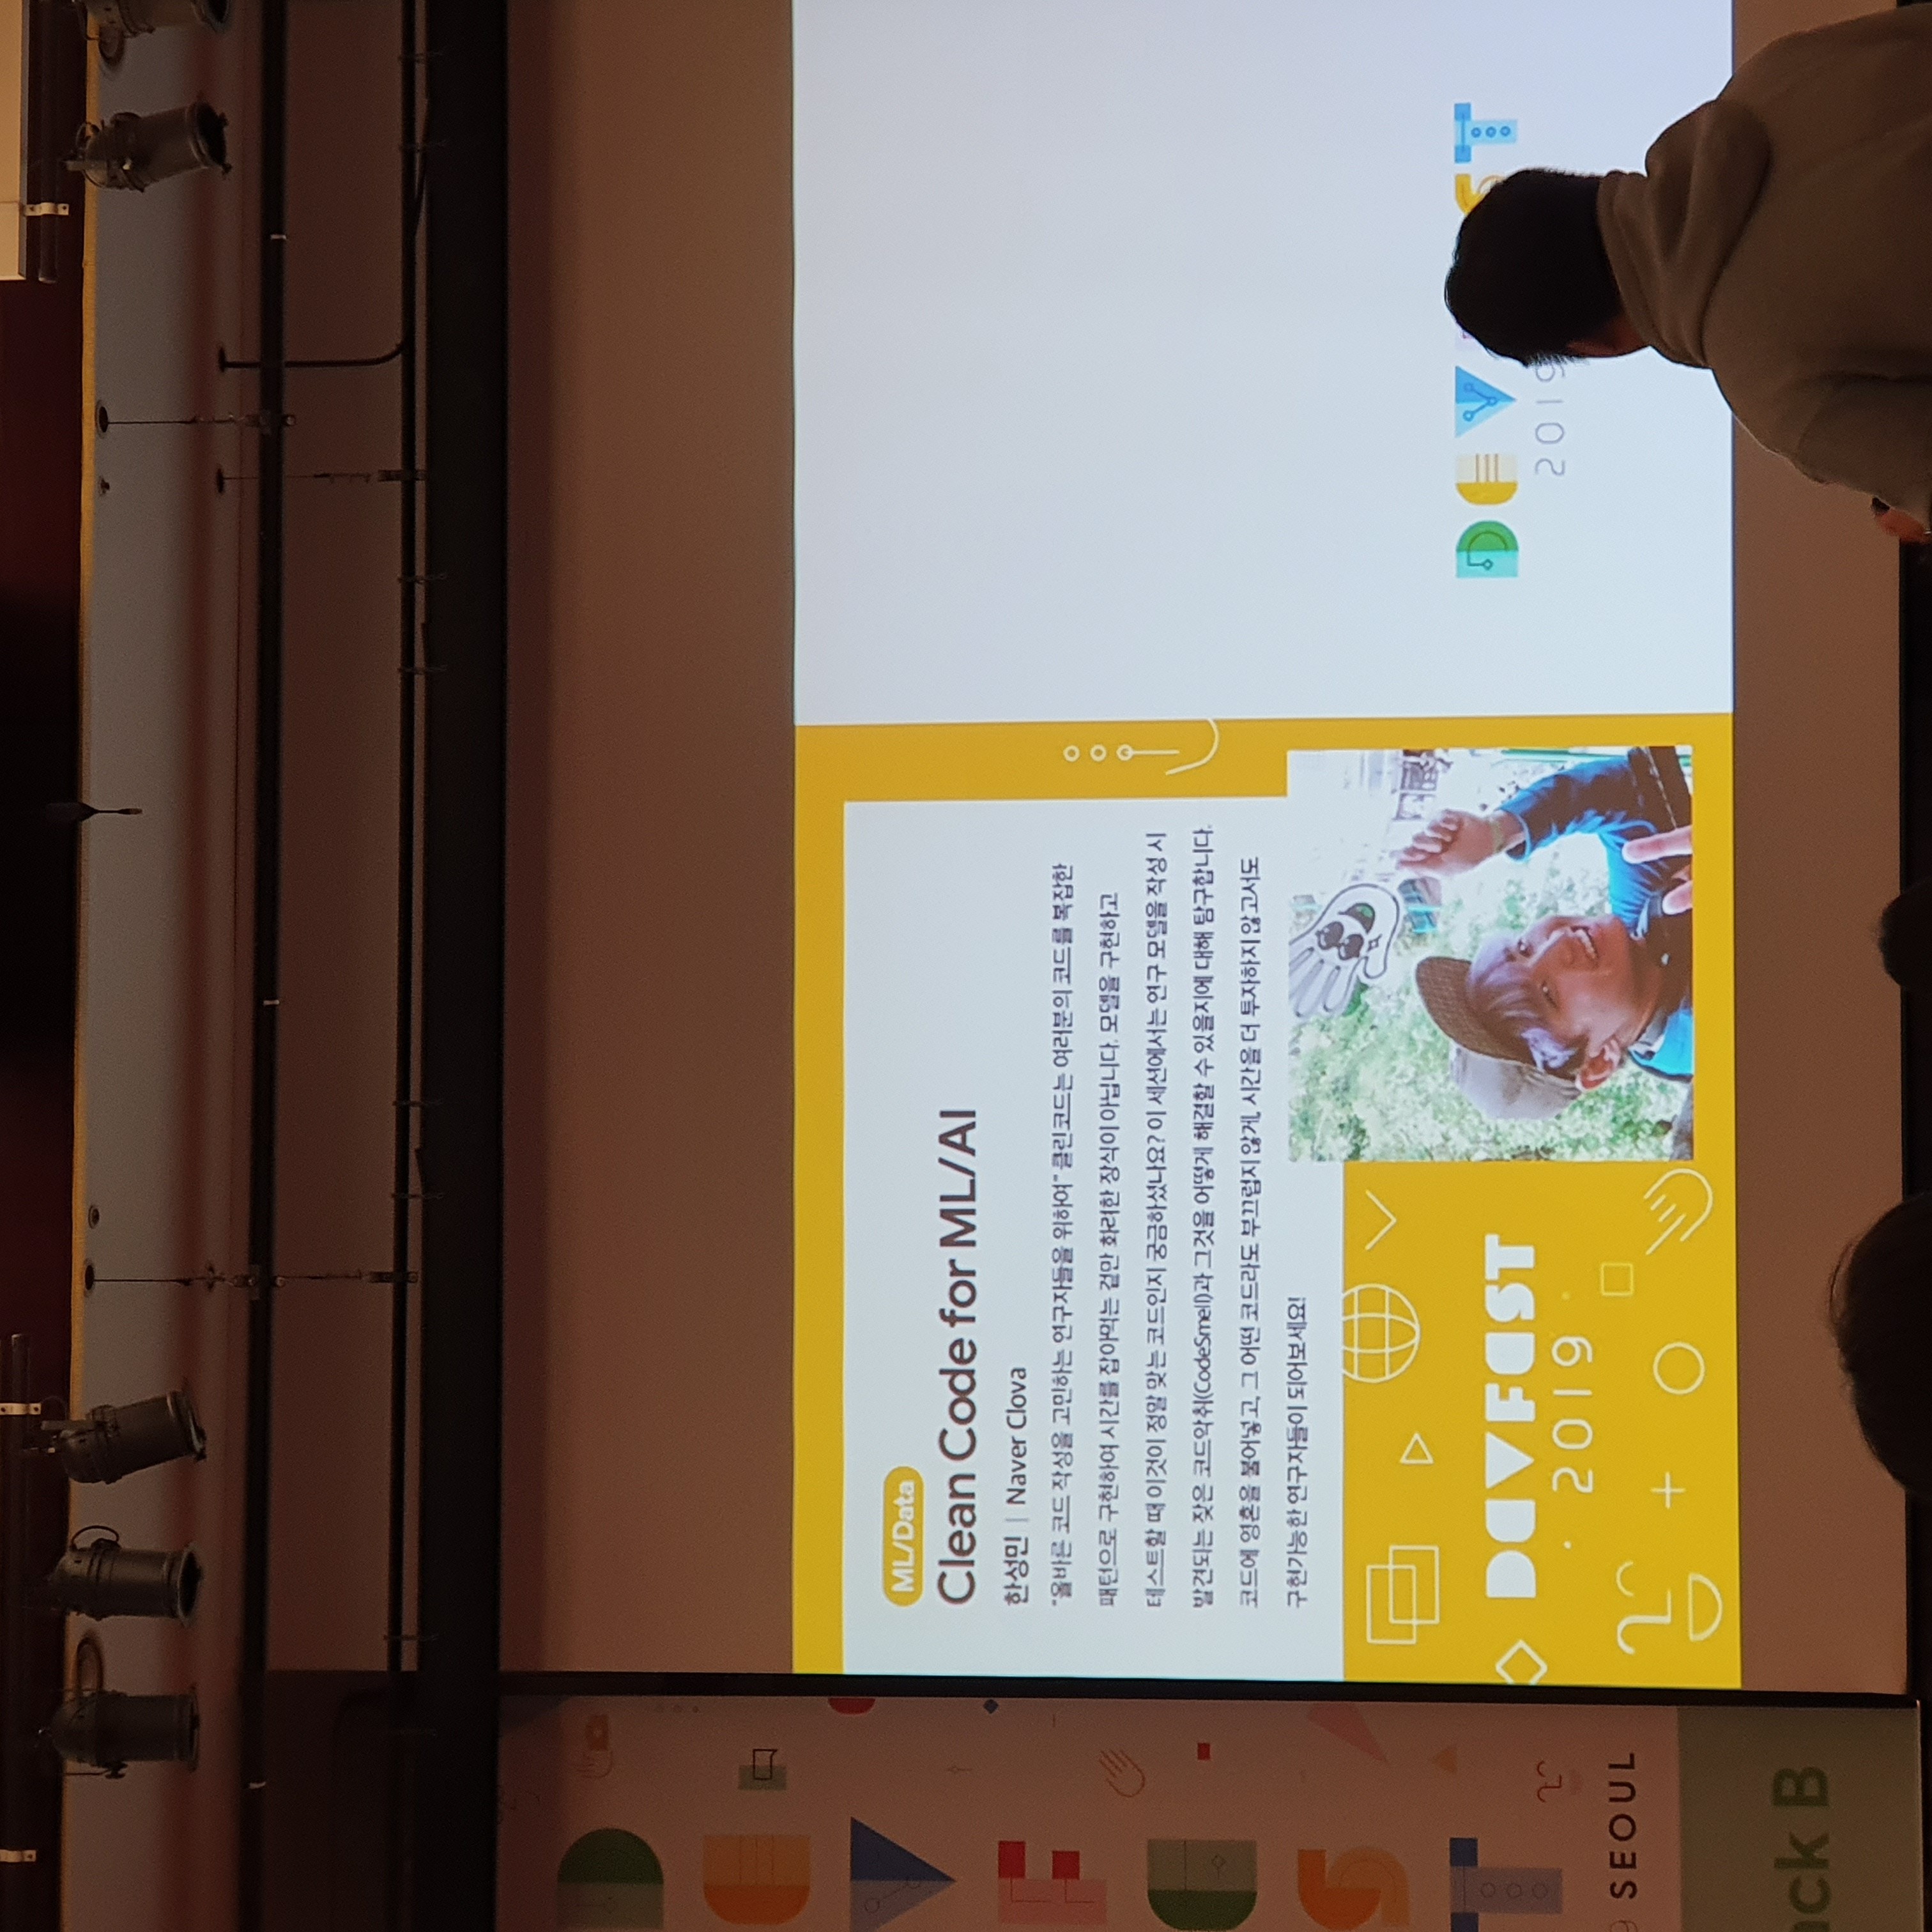 D
E
V
F
E
S
T
SEOUL
ack B
ML/Data
Clean Code for ML/AI
한성민 | Naver Clova
"올바른 코드 작성을 고민하는 연구자들을 위하여" 클린코드는 여러분의 코드를 복잡한
패턴으로 구현하여 시간를 잡아먹는 겉만 화려한 장식이 아닙니다. 모델을 구현하고
테스트할 때 이것이 정말 맞는 코드인지 궁금하셨나요? 이 세션에서는 연구 모델을 작성 시
발견되는 잦은 코드악취(CodeSmell)과 그것을 어떻게 해결할 수 있을지에 대해 탐구합니다.
코드에 영혼을 불어넣고, 그 어떤 코드라도 부끄럽지 않게, 시간을 더 투자하지 않고서도
구현가능한 연구자들이 되어보세요!
DEVFEST
2019
DEV ST
2019